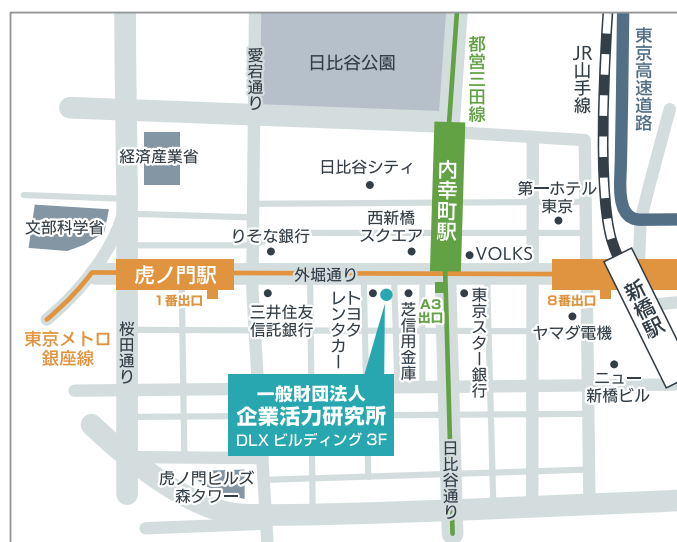 日比谷公園
愛宕通り
都営三田線
JR山手線
東京高速道路
経済産業省
日比谷シティ
内幸町駅
第一ホテル
東京
文部科学省
りそな銀行
西新橋
スクエア
VOLKS
虎ノ門駅
外堀通り
新橋駅
1番出口
三井住友
信託銀行
トヨタ
レンタカー
芝信用金庫
A3
出口
東京スター銀行
8番出口
ヤマダ電機
東京メトロ
銀座線
桜田通り
ニュー
新橋ビル
一般財団法人
企業活力研究所
DLX ビルディング 3F
日比谷通り
虎ノ門ヒルズ
森タワー